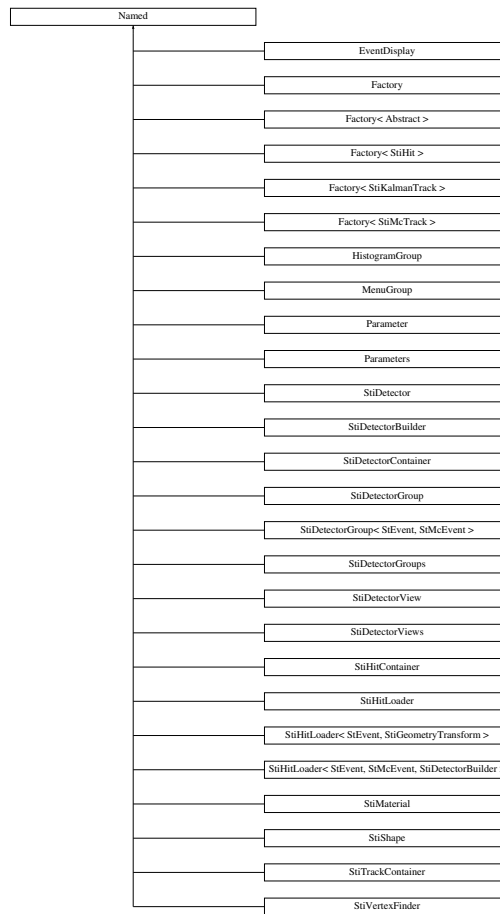 Named
EventDisplay
Factory
Factory< Abstract >
Factory< StiHit >
Factory< StiKalmanTrack >
Factory< StiMcTrack >
HistogramGroup
MenuGroup
Parameter
Parameters
StiDetector
StiDetectorBuilder
StiDetectorContainer
StiDetectorGroup
StiDetectorGroup< StEvent, StMcEvent >
StiDetectorGroups
StiDetectorView
StiDetectorViews
StiHitContainer
StiHitLoader
StiHitLoader< StEvent, StiGeometryTransform >
StiHitLoader< StEvent, StMcEvent, StiDetectorBuilder
StiMaterial
StiShape
StiTrackContainer
StiVertexFinder